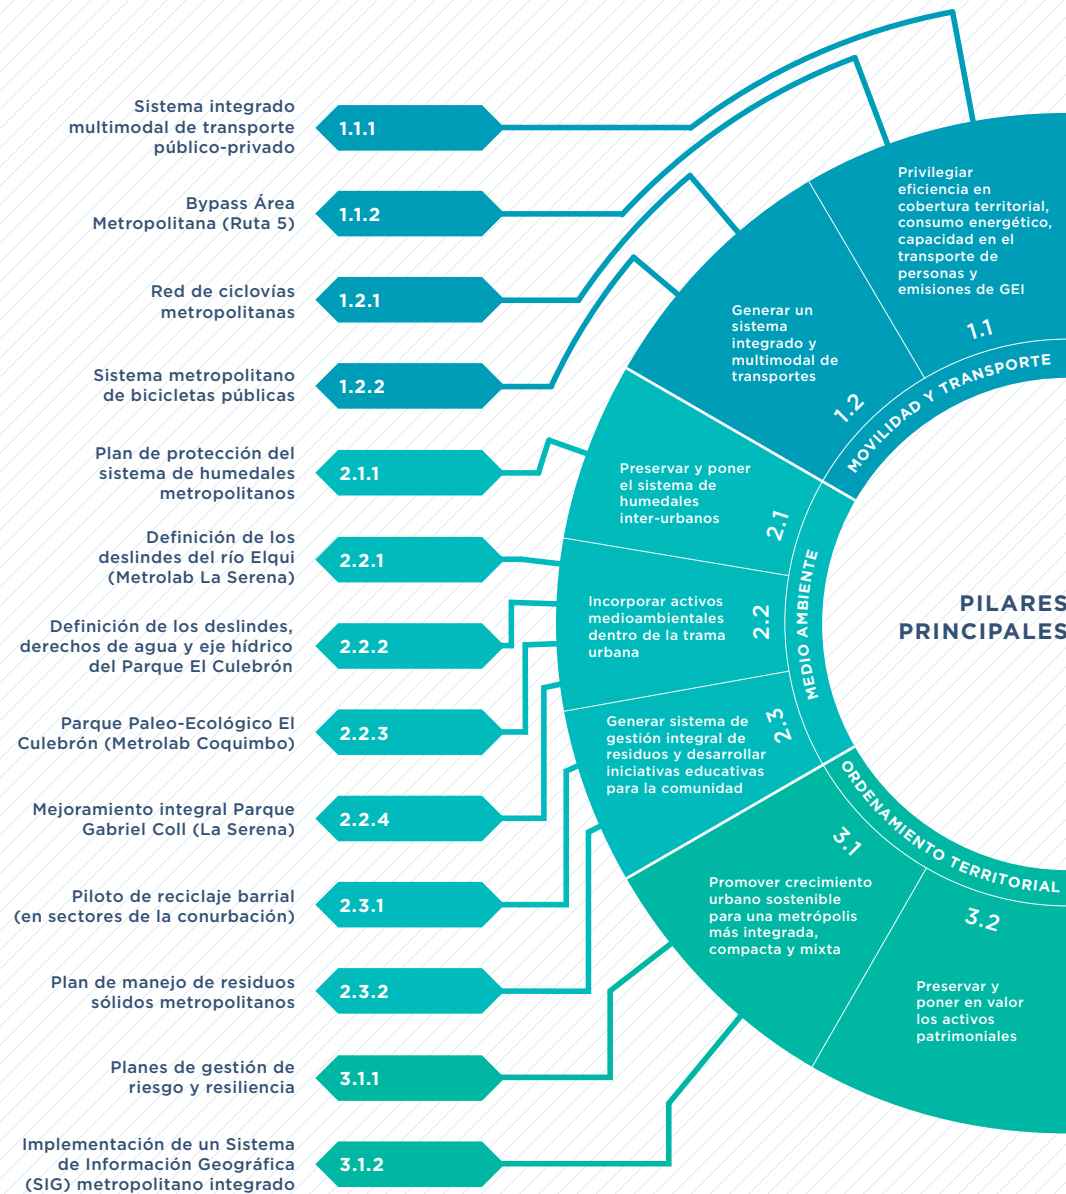 Sistema integrado
multimodal de transporte
público-privado
1.1.1
Bypass Área
Metropolitana (Ruta 5)
1.1.2
Red de ciclovías
metropolitanas
1.2.1
Sistema metropolitano
de bicicletas públicas
1.2.2
Plan de protección del
sistema de humedales
metropolitanos
2.1.1
Definición de los
deslindes del río Elqui
(Metrolab La Serena)
2.2.1
Definición de los deslindes,
derechos de agua y eje hídrico
del Parque El Culebrón
2.2.2
Parque Paleo-Ecológico El
Culebrón (Metrolab Coquimbo)
2.2.3
Mejoramiento integral Parque
Gabriel Coll (La Serena)
2.2.4
Piloto de reciclaje barrial
(en sectores de la conurbación)
2.3.1
Plan de manejo de residuos
sólidos metropolitanos
2.3.2
Planes de gestión de
riesgo y resiliencia
3.1.1
Implementación de un Sistema
de Información Geográfica
(SIG) metropolitano integrado
3.1.2
Privilegiar
eficiencia en
cobertura territorial,
consumo energético,
capacidad en el
transporte de
personas y
emisiones de GEI
1.1
Generar un
sistema
integrado y
multimodal de
transportes
1.2
MOVILIDAD Y TRANSPORTE
Preservar y poner
el sistema de
humedales
inter-urbanos
2.1
Incorporar activos
medioambientales
dentro de la trama
urbana
2.2
Generar sistema de
gestión integral de
residuos y desarrollar
iniciativas educativas
para la comunidad
2.3
MEDIO AMBIENTE
Promover crecimiento
urbano sostenible
para una metrópolis
más integrada,
compacta y mixta
3.1
Preservar y
poner en valor
los activos
patrimoniales
3.2
ORDENAMIENTO TERRITORIAL
PILARES
PRINCIPALES